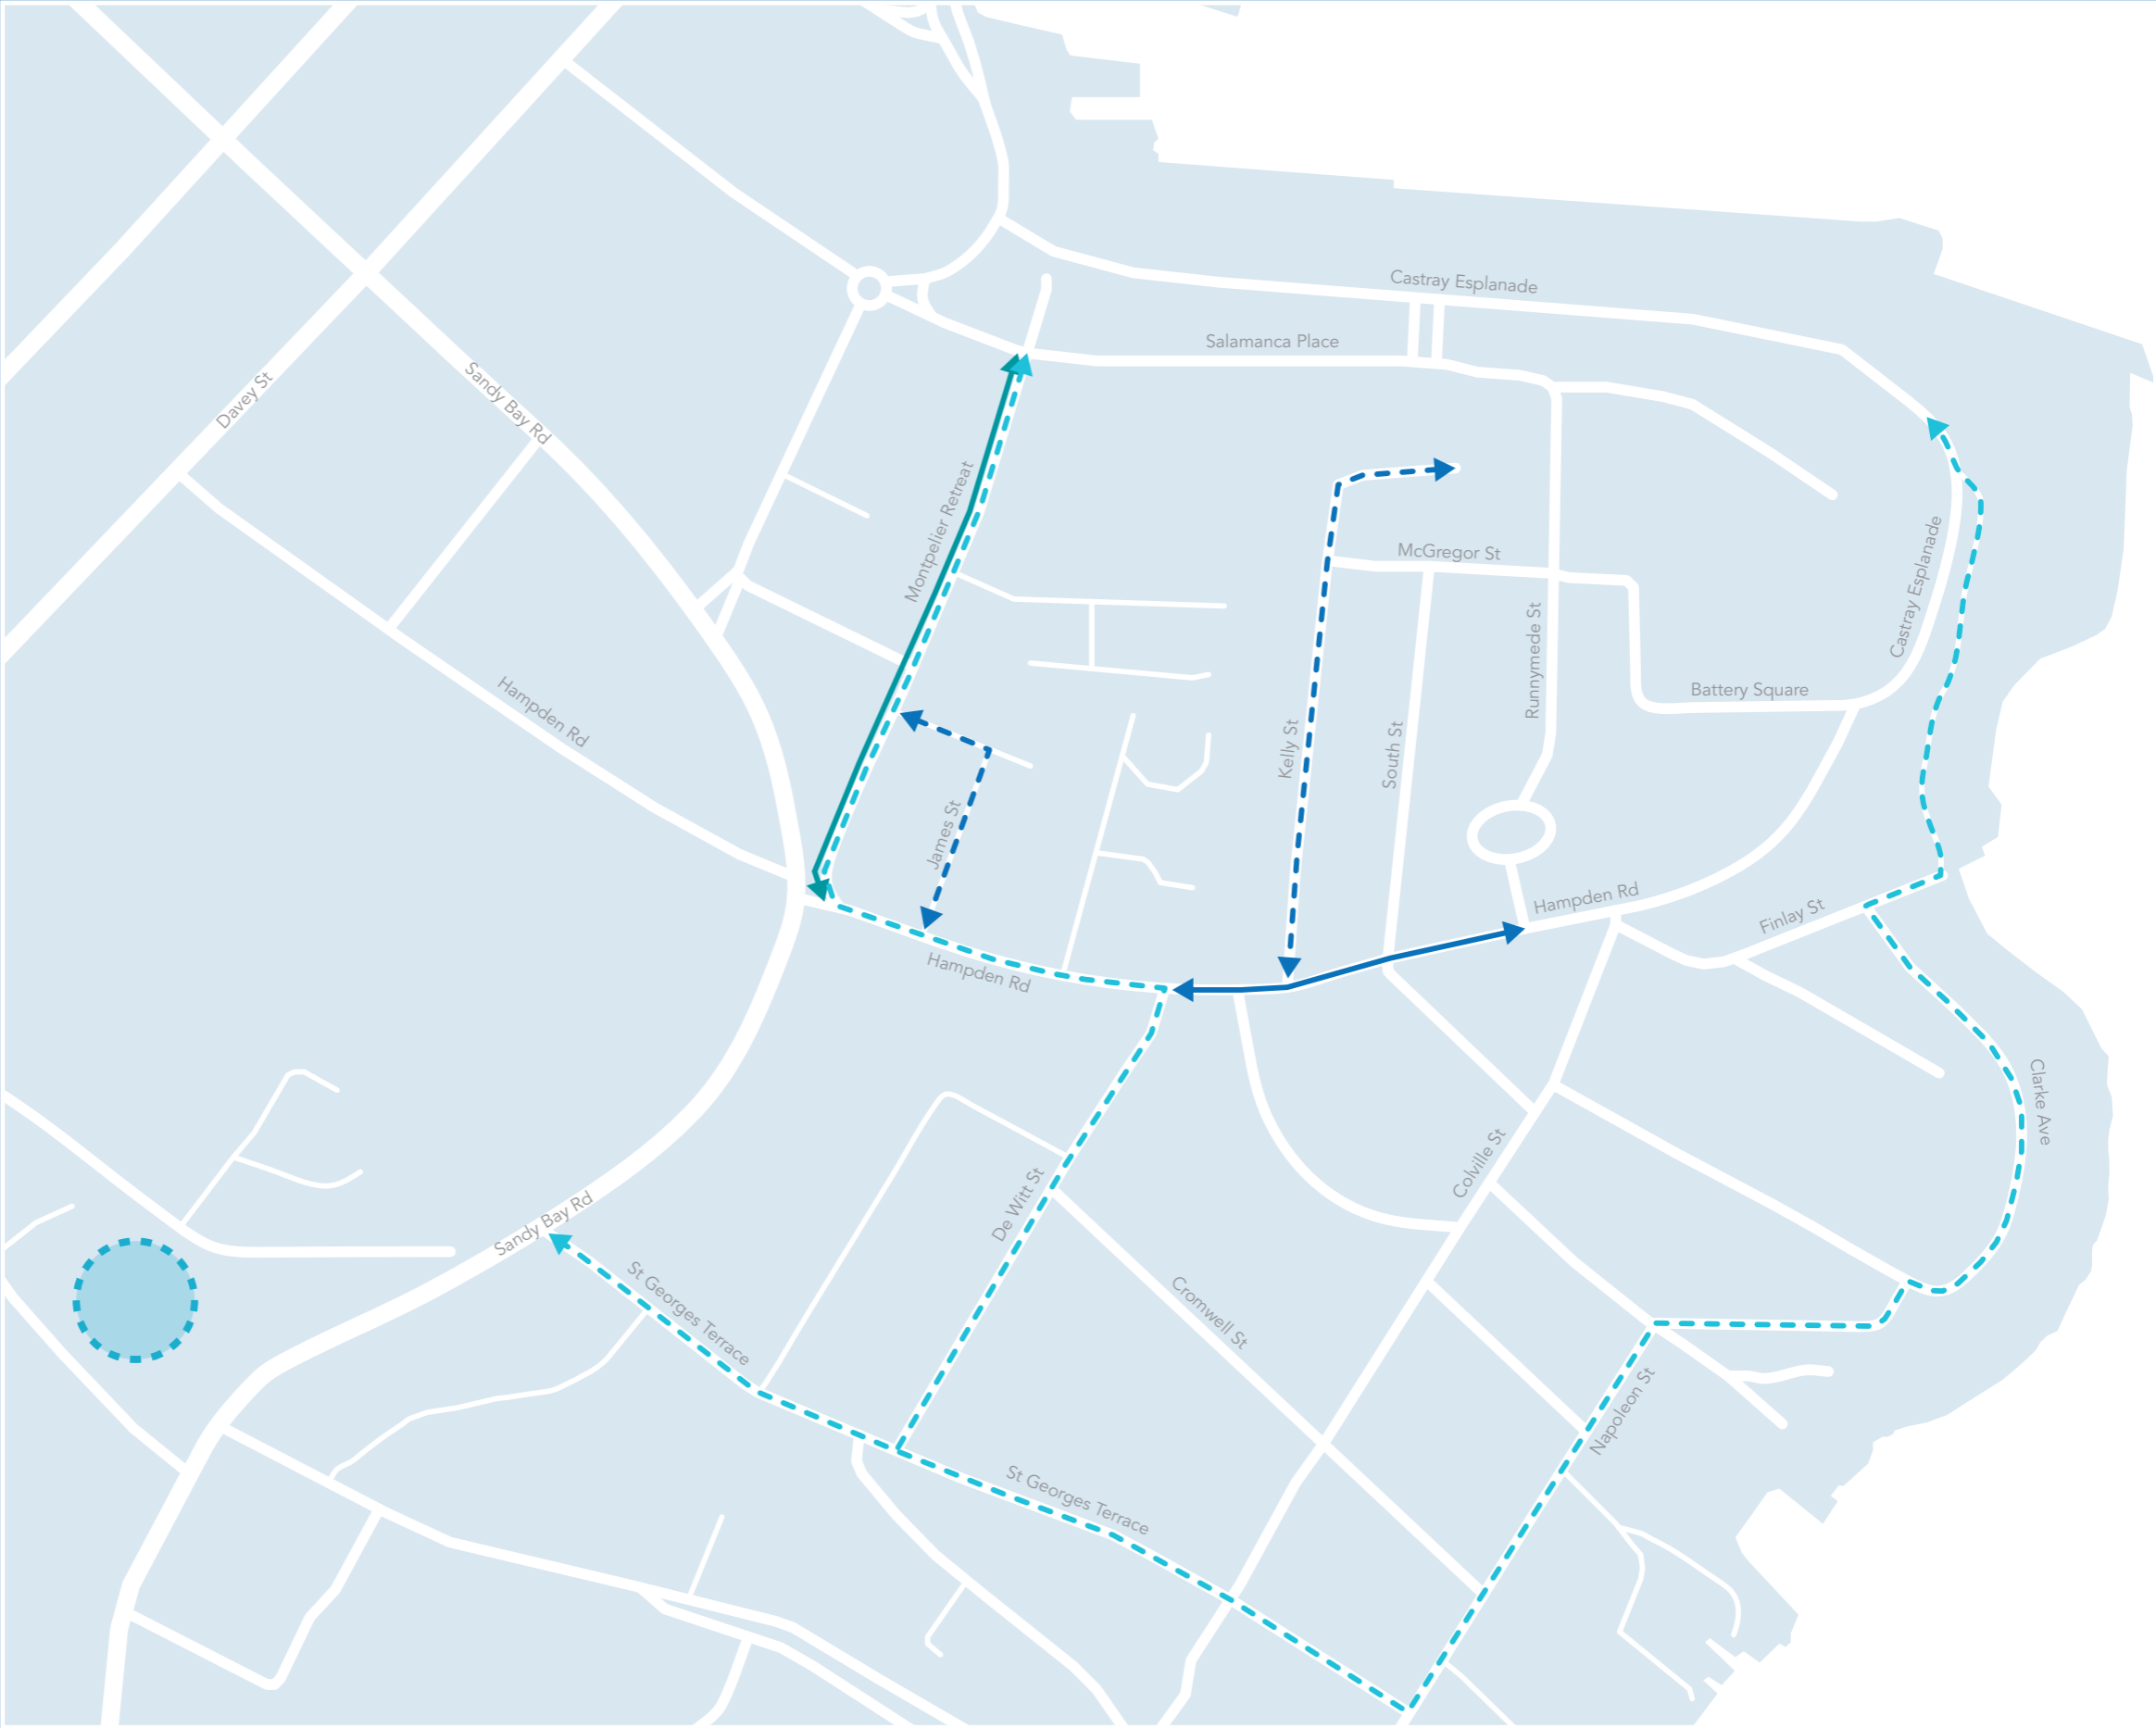 Castray Esplanade
Salamanca Place
Davey St
Sandy Bay Rd
Montpelier Retreat
McGregor St
Castray Esplanade
Runnymede St
Battery Square
Hampden Rd
Kelly St
South St
James St
Hampden Rd
Finlay St
Hampden Rd
Clarke Ave
Colville St
De Witt St
Sandy Bay Rd
St Georges Terrace
Cromwell St
Napoleon St
St Georges Terrace